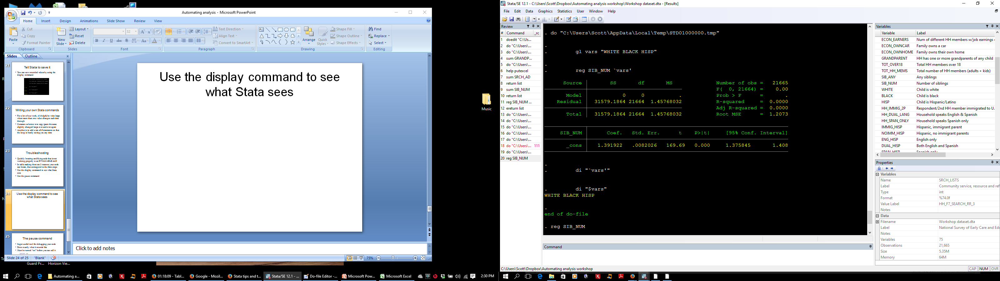 Automating analysis - Microsoft PowerPoint
Home Insert Design Animations Slide Show Review View
Paste
Cut
Copy
Format Painter
Clipboard
New Slide
Layout
Reset
Delete
Slides
32
Font
Text Direction
Align Text
Convert to SmartArt
Paragraph
Arrange
Quick Styles
Shape Fill
Shape Outline
Shape Effects
Drawing
Find
Replace
Select
Editing
Slides Outline
21
Tell Stata to save it
You can save rounded values by using the
display command
22
Writing your own Stata commands
For a lot of our work, it's helpful to write loops
where more than one value changes each time
through
Common solution is to copy/paste the same
slightly changed loops over and over again
Another is to add a ton of if statements so that
the loop is barely saving you any time
23
Troubleshooting
Quickly locating and fixing code that is not
working properly is an INVALUABLE skill
In table making there are 3 reasons your code
can break, that correspond to the three steps
Use the display command to see what Stata
sees
Use the pause command
24
Use the display command to see
what Stata sees
25
The pause command
Super useful tool for debugging your code
Does exactly what it sounds like
Must be turned "on" before you can call it
Use the display command to see
what Stata sees
Click to add notes
Slide 24 of 25 "Blank" 75%
Guard Pr... Horizon Vie...
Music
Automating a... 01:18:09 - Tabl... Google - Mozil... Stata tips and t... Stata/SE 12.1 - ... Do-file Editor -... Microsoft Pow... Microsoft Excel 2:30 PM
Stata/SE 12.1 - C:\Users\Scott\Dropbox\Automating analysis workshop\Workshop dataset.dta - [Results]
File Edit Data Graphics Statistics User Window Help
Review
# Command _rc
1 doedit "C:\Us...
2 do "C:\Users\...
3 do "C:\Users\...
4 sum GRANDP...
5 do "C:\Users\...
6 help putexcel
7 sum SRCH_AD
8 return list
9 sum SIB_NUM
10 return list
11 reg SIB_NUM ...
12 ereturn list
13 do "C:\Users\...
14 do "C:\Users\...
15 do "C:\Users\...
16 do "C:\Users\...
17 do "C:\Users\...
18 do "C:\Users\... 111
19 do "C:\Users\...
20 reg SIB_NUM
. do "C:\Users\Scott\AppData\Local\Temp\STD01000000.tmp"
.
. gl vars "WHITE BLACK HISP"
.
. reg SIB_NUM `vars'
Source SS df MS Number of obs = 21665
F( 0, 21664) = 0.00
Model 0 0 . Prob > F = .
Residual 31579.1864 21664 1.45768032 R-squared = 0.0000
Adj R-squared = 0.0000
Total 31579.1864 21664 1.45768032 Root MSE = 1.2073
SIB_NUM Coef. Std. Err. t P>|t| [95% Conf. Interval]
_cons 1.391922 .0082026 169.69 0.000 1.375845 1.408
.
. di "`vars'"
. di "$vars"
WHITE BLACK HISP
.
end of do-file
. reg SIB_NUM
Command
C:\Users\Scott\Dropbox\Automating analysis workshop
Variables
Variable Label
ECON_EARNERS Num of different HH members w/job earnings
ECON_OWNCAR Family owns a car
ECON_OWNHOME Family owns their own home
GRANDPARENT HH has one or more grandparents of any child
TOT_OVER18 Total HH members over 18
TOT_HH_MEMS Total number of HH members (adults + kids)
SIB_ANY Any siblings
SIB_NUM Number of siblings
WHITE Child is white
BLACK Child is black
HISP Child is Hispanic/Latino
HH_IMMIG_2P Respondent/2nd HH member immigrated to U.
HH_DUAL_LANG Household speaks English & Spanish
HH_SPAN_ONLY Household speaks Spanish only
IMMIG_HISP Hispanic, immigrant parent
NOIMM_HISP Hispanic, no immigrant parents
ENG_HISP English only
DUAL_HISP Both English and Spanish
SPAN_HISP Spanish only
Properties
Variables
Name SRCH_LISTS
Label Community service, resource and ref
Type int
Format %74.0f
Value Label HH_F7_SEARCH_RR_3
Notes
Data
Filename Workshop dataset.dta
Label National Survey of Early Care and Edu
Notes
Variables 75
Observations 21,665
Size 5.35M
Memory 64M
CAP NUM OVR